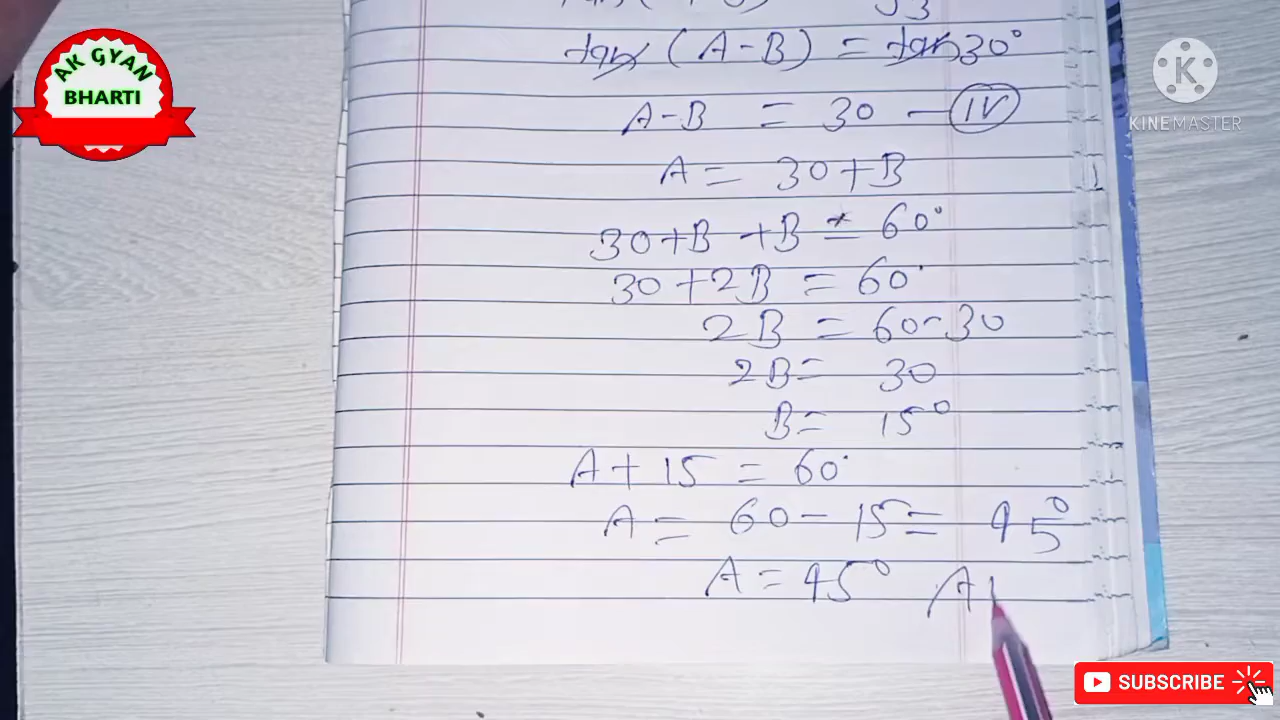 AK GYAN
BHARTI
K
KINEMASTER
tan (A-B) = tan 30°
A-B = 30 — IV
A = 30+B
30+B +B = 60°
30+2B = 60°
2B = 60-30
2B = 30
B = 15°
A+15 = 60°
A = 60-15 = 45°
A = 45° A
SUBSCRIBE